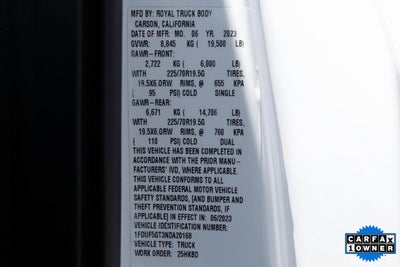 MFD BY: ROYAL TRUCK BODY
CARSON, CALIFORNIA
DATE OF MFR: MO. 06 YR. 2023
GVWR: 8,845 KG ( 19,500 LB)
GAWR-FRONT:
2,722 KG ( 6,000 LB)
WITH 225/70R19.5G TIRES,
19.5X6.0RW RIMS, @ 655 KPA
( 95 PSI) COLD SINGLE
GAWR-REAR:
6,671 KG ( 14,706 LB)
WITH 225/70R19.5G TIRES,
19.5X6.0RW RIMS, @ 760 KPA
( 110 PSI) COLD DUAL
THIS VEHICLE HAS BEEN COMPLETED IN
ACCORDANCE WITH THE PRIOR MANU-
FACTURERS' IVD, WHERE APPLICABLE.
THIS VEHICLE CONFORMS TO ALL
APPLICABLE FEDERAL MOTOR VEHICLE
SAFETY STANDARDS, [AND BUMPER AND
THEFT PREVENTION STANDARDS, IF
APPLICABLE] IN EFFECT IN: 06/2023
VEHICLE IDENTIFICATION NUMBER:
1FDUF5GT3NDA20160
VEHICLE TYPE: TRUCK
WORK ORDER: 25HK8D
CARFAX
1OWNER